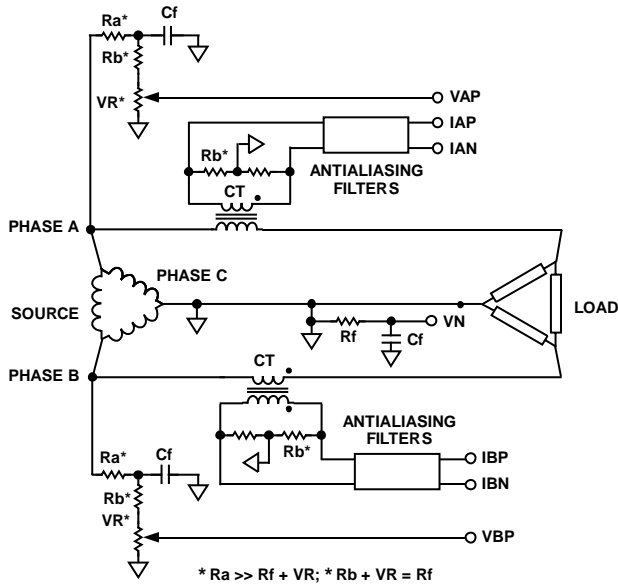 Ra*
Cf
Rb*
VR*
VAP
IAP
IAN
Rb*
ANTIALIASING
FILTERS
CT
PHASE A
PHASE C
SOURCE
LOAD
VN
Rf
Cf
PHASE B
CT
ANTIALIASING
FILTERS
Rb*
IBP
IBN
Ra*
Cf
Rb*
VR*
VBP
* Ra >> Rf + VR; * Rb + VR = Rf